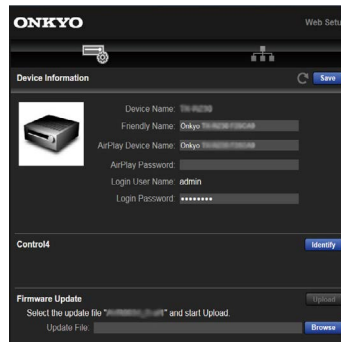 ONKYO
Web Setu
Device Information
Save
Device Name:
Friendly Name: Onkyo
AirPlay Device Name: Onkyo
AirPlay Password:
Login User Name: admin
Login Password: ••••••••
Control4
Identify
Firmware Update
Upload
Select the update file " " and start Upload.
Update File:
Browse